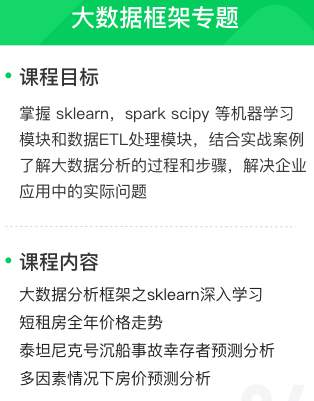 大数据框架专题
课程目标
掌握 sklearn，spark scipy 等机器学习
模块和数据ETL处理模块，结合实战案例
了解大数据分析的过程和步骤，解决企业
应用中的实际问题
课程内容
大数据分析框架之sklearn深入学习
短租房全年价格走势
泰坦尼克号沉船事故幸存者预测分析
多因素情况下房价预测分析